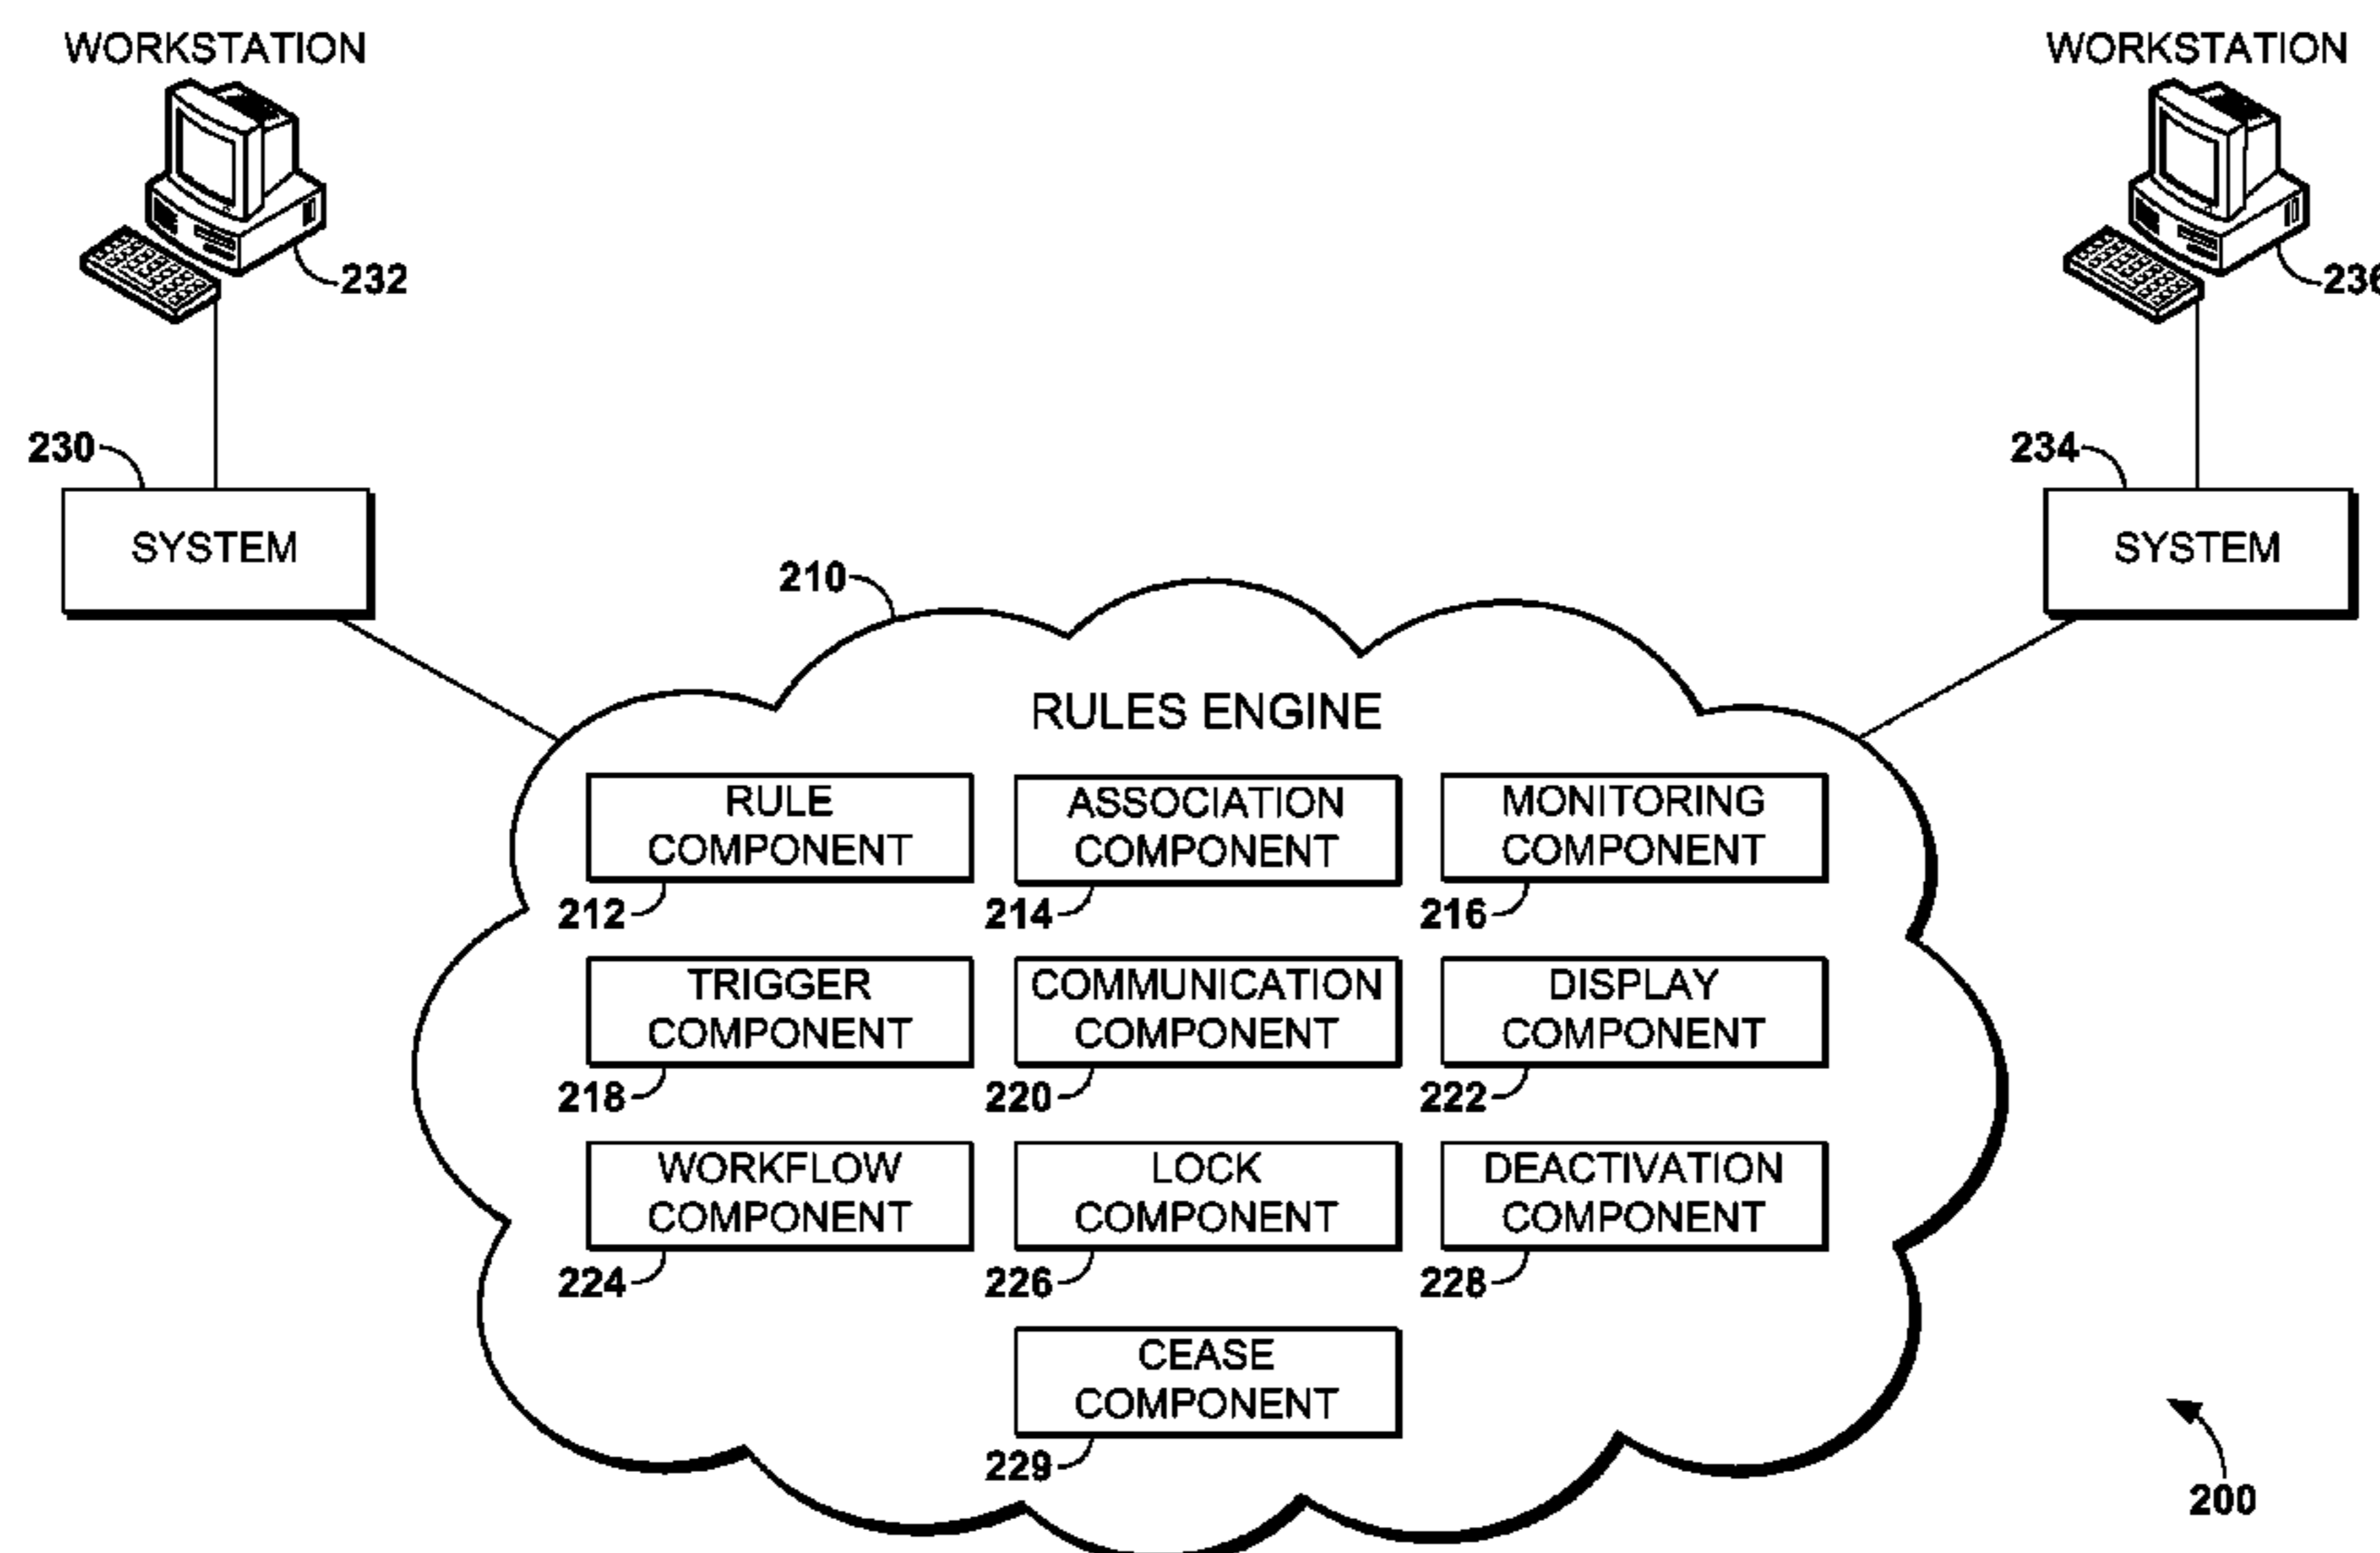 WORKSTATION
WORKSTATION
232
236
230
234
SYSTEM
SYSTEM
210
RULES ENGINE
RULE
COMPONENT
ASSOCIATION
COMPONENT
MONITORING
COMPONENT
212
214
216
TRIGGER
COMPONENT
COMMUNICATION
COMPONENT
DISPLAY
COMPONENT
218
220
222
WORKFLOW
COMPONENT
LOCK
COMPONENT
DEACTIVATION
COMPONENT
224
226
228
CEASE
COMPONENT
229
200